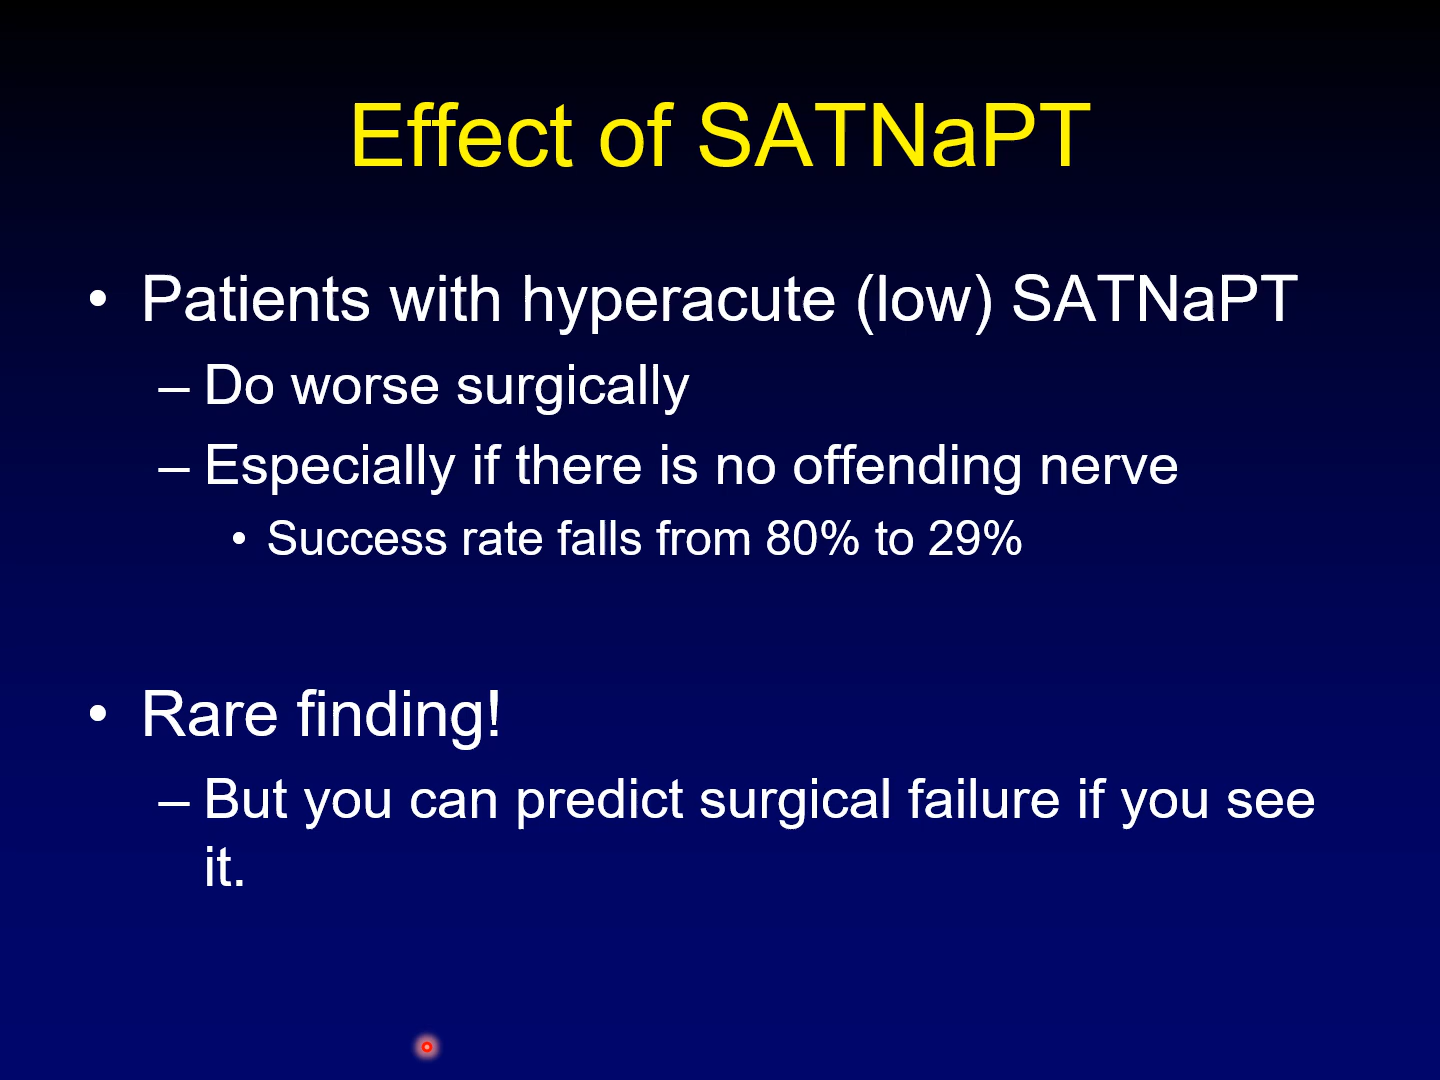 Effect of SATNaPT
• Patients with hyperacute (low) SATNaPT
– Do worse surgically
– Especially if there is no offending nerve
• Success rate falls from 80% to 29%
• Rare finding!
– But you can predict surgical failure if you see
it.